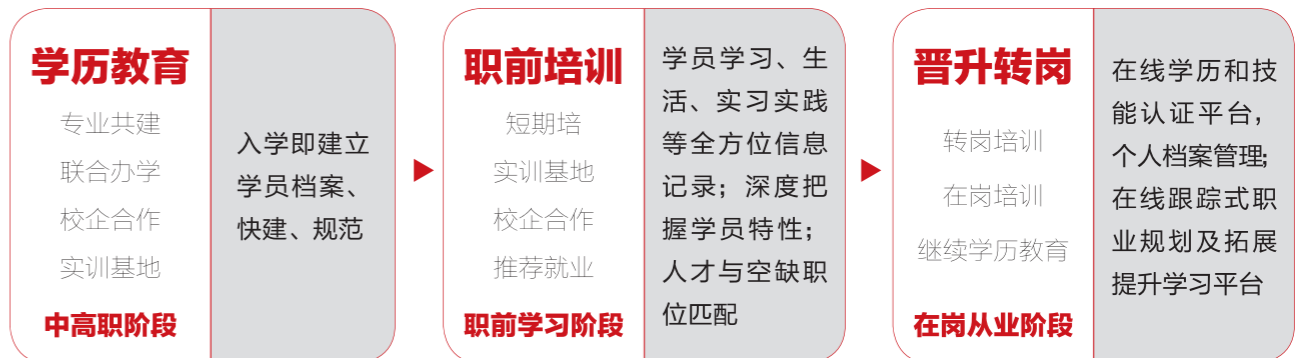 学历教育
专业共建
联合办学
校企合作
实训基地
中高职阶段
入学即建立
学员档案、
快建、规范
职前培训
短期培
实训基地
校企合作
推荐就业
职前学习阶段
学员学习、生
活、实习实践
等全方位信息
记录；深度把
握学员特性；
人才与空缺职
位匹配
晋升转岗
转岗培训
在岗培训
继续学历教育
在岗从业阶段
在线学历和技
能认证平台，
个人档案管理；
在线跟踪式职
业规划及拓展
提升学习平台